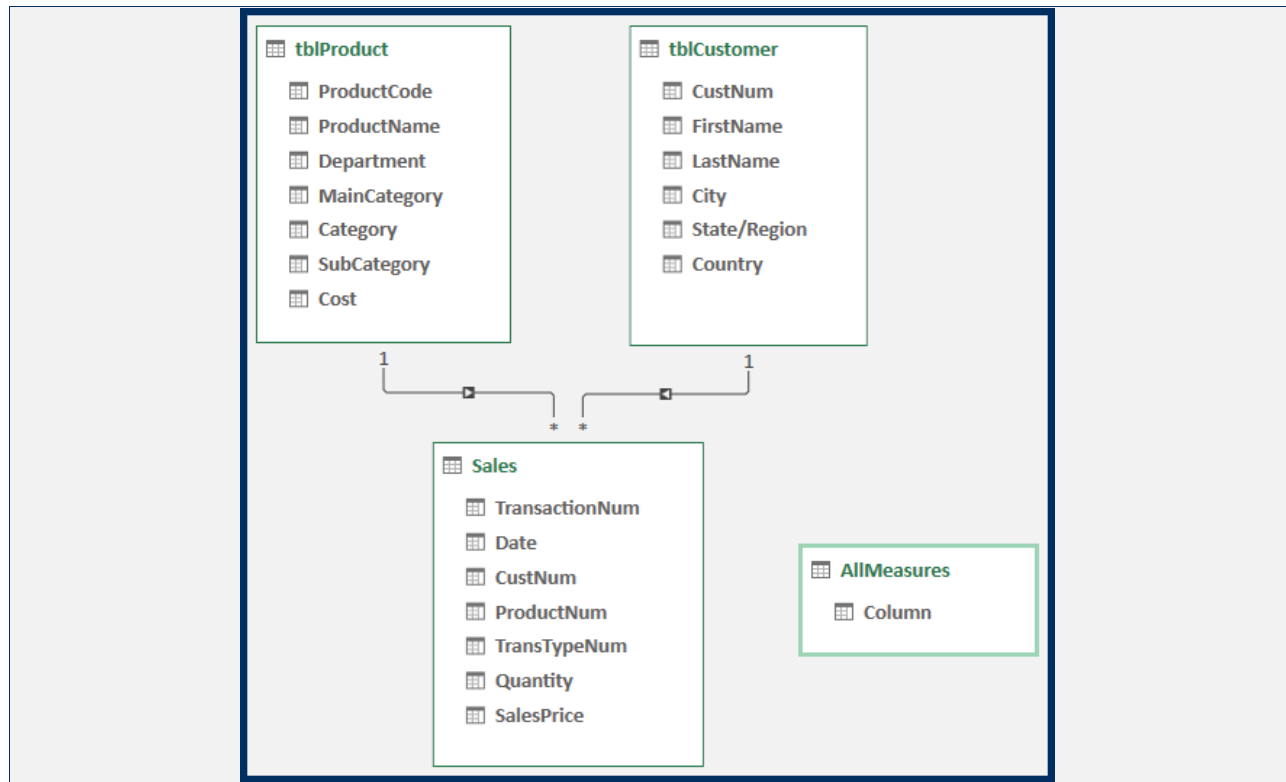 tblProduct
ProductCode
ProductName
Department
MainCategory
Category
SubCategory
Cost
tblCustomer
CustNum
FirstName
LastName
City
State/Region
Country
1
1
*
*
Sales
TransactionNum
Date
CustNum
ProductNum
TransTypeNum
Quantity
SalesPrice
AllMeasures
Column